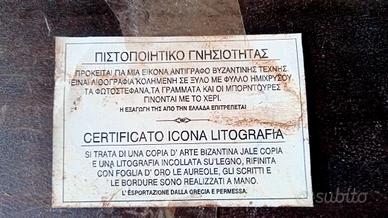 ΠΙΣΤΟΠΟΙΗΤΙΚΟ ΓΝΗΣΙΟΤΗΤΑΣ
ΠΡΟΚΕΙΤΑΙ ΓΙΑ ΜΙΑ ΕΙΚΟΝΑ ΑΝΤΙΓΡΑΦΟ ΒΥΖΑΝΤΙΝΗΣ ΤΕΧΝΗΣ
ΕΙΝΑΙ ΛΙΘΟΓΡΑΦΙΑ ΚΟΛΗΜΕΝΗ ΣΕ ΞΥΛΟ ΜΕ ΦΥΛΛΟ ΗΜΙΧΡΥΣΟΥ
ΤΑ ΦΩΤΟΣΤΕΦΑΝΑ,ΤΑ ΓΡΑΜΜΑΤΑ ΚΑΙ ΟΙ ΜΠΟΡΝΤΟΥΡΕΣ
ΓΙΝΟΝΤΑΙ ΜΕ ΤΟ ΧΕΡΙ.
Η ΕΞΑΓΩΓΗ ΤΗΣ ΑΠΟ ΤΗΝ ΕΛΛΑΔΑ ΕΠΙΤΡΕΠΕΤΑΙ
CERTIFICATO ICONA LITOGRAFIA
SI TRATA DI UNA COPIA D' ARTE BIZANTINA JALE COPIA
E UNA LITOGRAFIA INCOLLATA SU'LEGNO, RIFINITA
CON FOGLIA D' ORO LE AUREOLE, GLI SCRITTI E
LE BORDURE SONO REALIZZATI A MANO.
L' ESPORTAZIONE DALLA GRECIA E PERMESSA.
subito